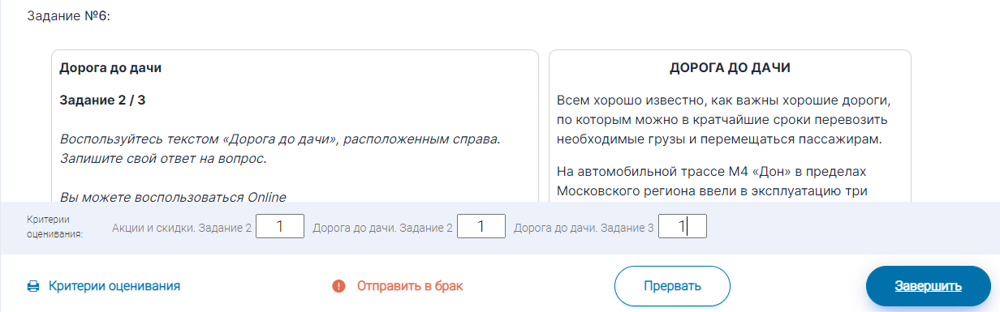 Задание №6:
Дорога до дачи
Задание 2 / 3
Воспользуйтесь текстом «Дорога до дачи», расположенным справа.
Запишите свой ответ на вопрос.
Вы можете воспользоваться Online
ДОРОГА ДО ДАЧИ
Всем хорошо известно, как важны хорошие дороги,
по которым можно в кратчайшие сроки перевозить
необходимые грузы и перемещаться пассажирам.
На автомобильной трассе М4 «Дон» в пределах
Московского региона ввели в эксплуатацию три
Критерии
оценивания:
Акции и скидки. Задание 2 1 Дорога до дачи. Задание 2 1 Дорога до дачи. Задание 3 1
Критерии оценивания
Отправить в брак
Прервать
Завершить